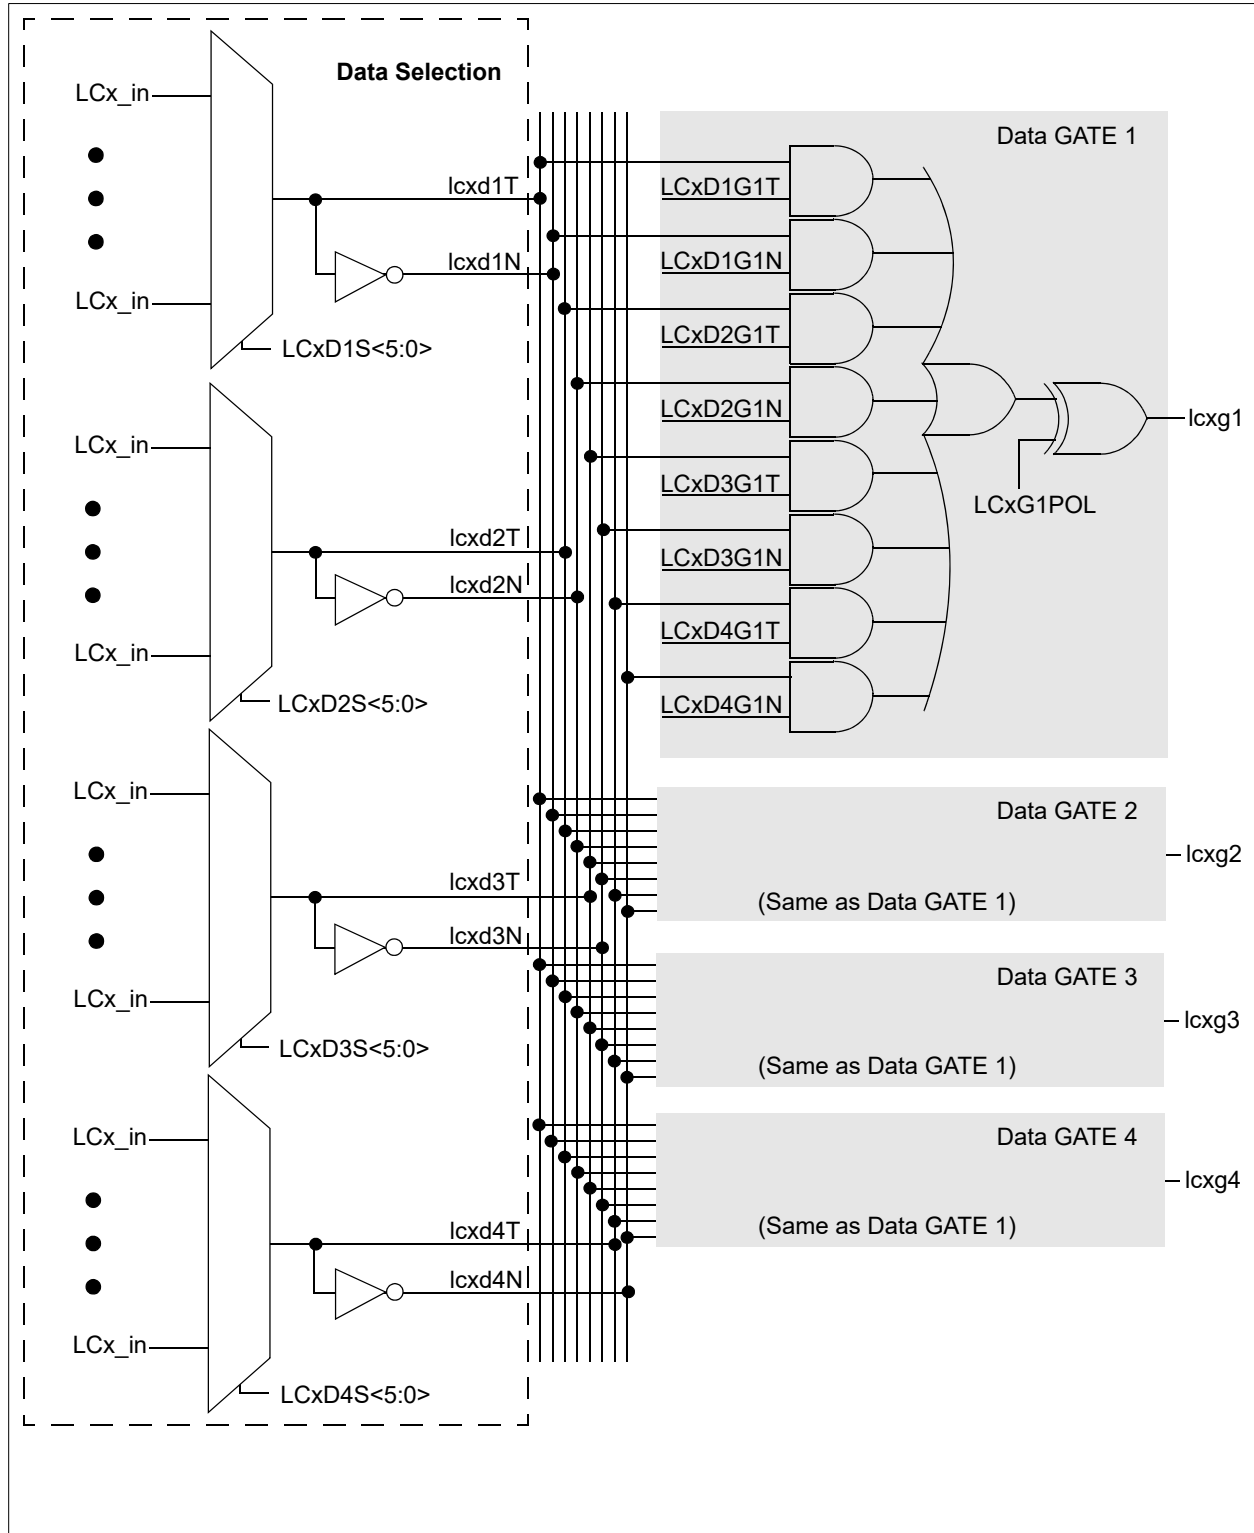 Data Selection
LCx_in
lcxd1T
lcxd1N
LCx_in
LCxD1S<5:0>
LCx_in
lcxd2T
lcxd2N
LCx_in
LCxD2S<5:0>
LCx_in
lcxd3T
lcxd3N
LCx_in
LCxD3S<5:0>
LCx_in
lcxd4T
lcxd4N
LCx_in
LCxD4S<5:0>
Data GATE 1
LCxD1G1T
LCxD1G1N
LCxD2G1T
LCxD2G1N
LCxD3G1T
LCxD3G1N
LCxD4G1T
LCxD4G1N
LCxG1POL
lcxg1
Data GATE 2
(Same as Data GATE 1)
lcxg2
Data GATE 3
(Same as Data GATE 1)
lcxg3
Data GATE 4
(Same as Data GATE 1)
lcxg4